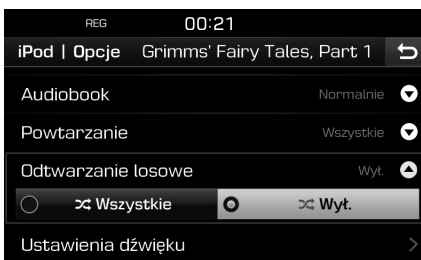 REG 00:21
iPod | Opcje Grimms' Fairy Tales, Part 1
Audiobook Normalnie
Powtarzanie Wszystkie
Odtwarzanie losowe Wył.
Wszystkie Wył.
Ustawienia dźwięku